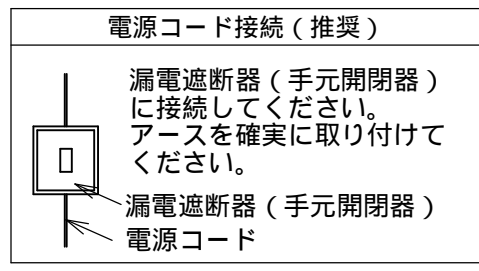 電源コード接続（推奨）
漏電遮断器（手元開閉器）
に接続してください。
アースを確実に取り付けて
ください。
漏電遮断器（手元開閉器）
電源コード